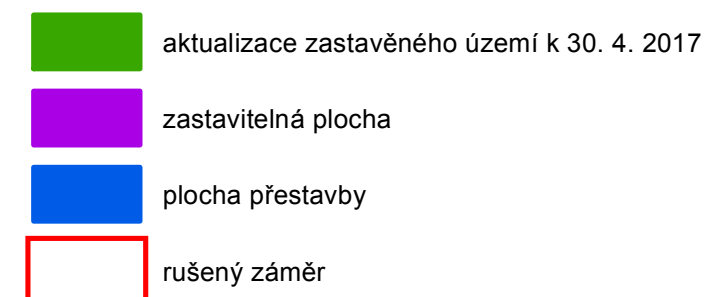 aktualizace zastavěného území k 30. 4. 2017
zastavitelná plocha
plocha přestavby
rušený záměr